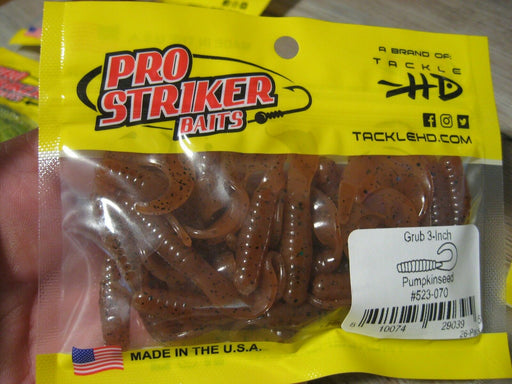 PRO
STRIKER
BAITS
A BRAND OF:
TACKLE
HD
TACKLEHD.COM
Grub 3-Inch
Pumpkinseed
#523-070
10074 29039
MADE IN THE U.S.A.